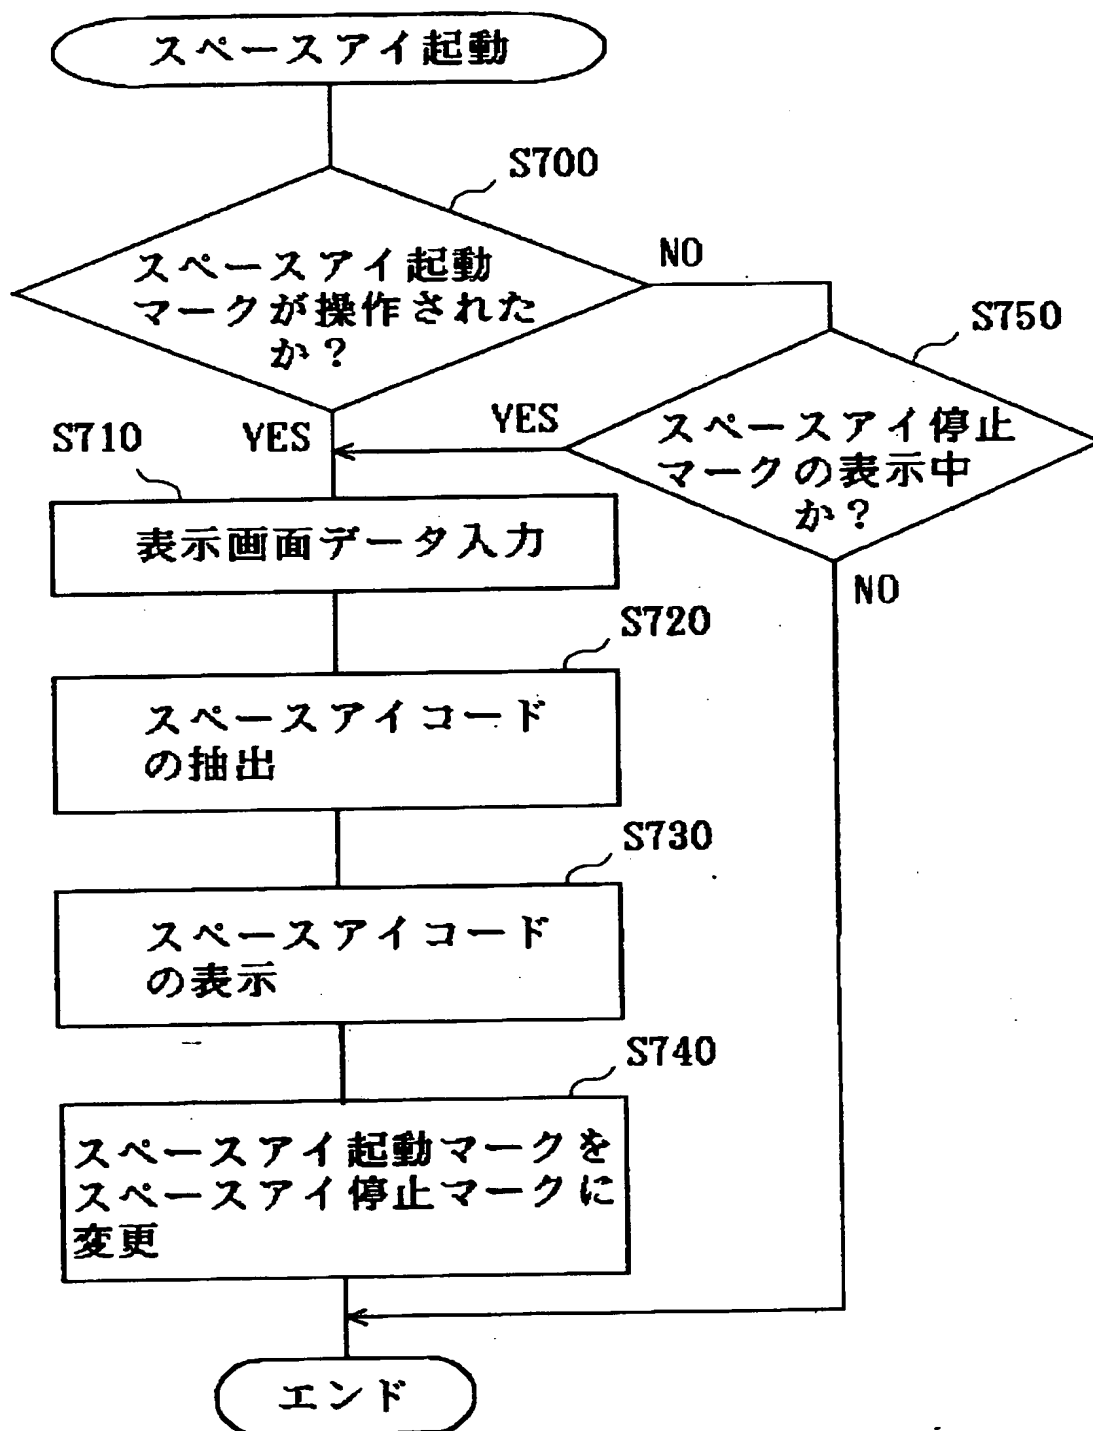 スペースアイ起動
S700
スペースアイ起動
マークが操作された
か?
NO
S750
スペースアイ停止
マークの表示中
か?
YES
YES
NO
S710
表示画面データ入力
S720
スペースアイコード
の抽出
S730
スペースアイコード
の表示
S740
スペースアイ起動マークを
スペースアイ停止マークに
変更
エンド